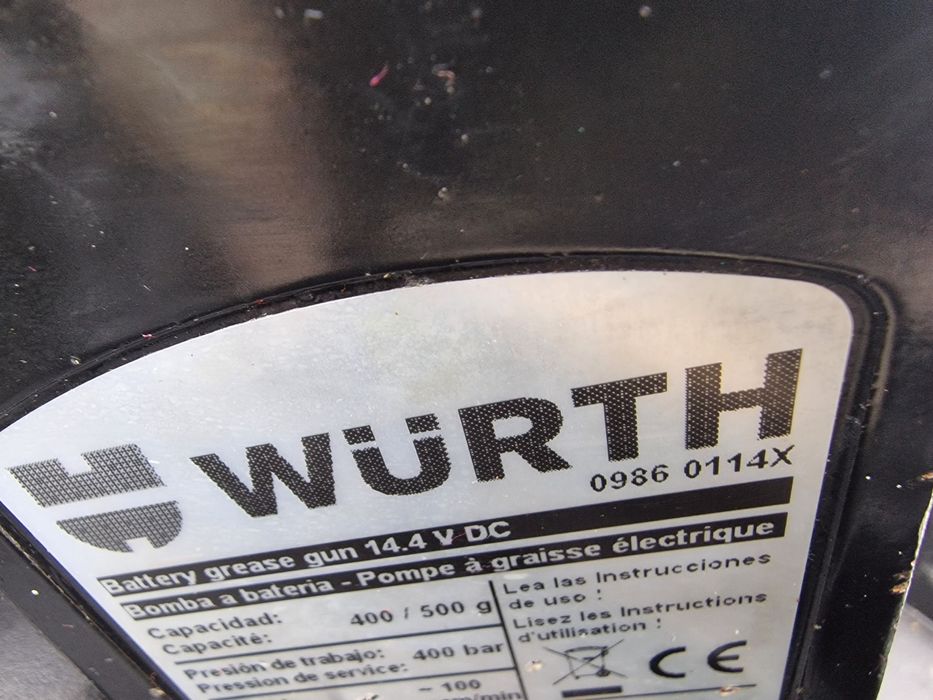 WÜRTH
0986 0114X
Battery grease gun 14.4 V DC
Bomba a bateria - Pompe à graisse électrique
Capacidad:
Capacité:
400 / 500 g
Presión de trabajo:
Pression de service:
400 bar
~ 100
Lea las Instrucciones
de uso !
Lisez les Instructions
d'utilisation !
CE